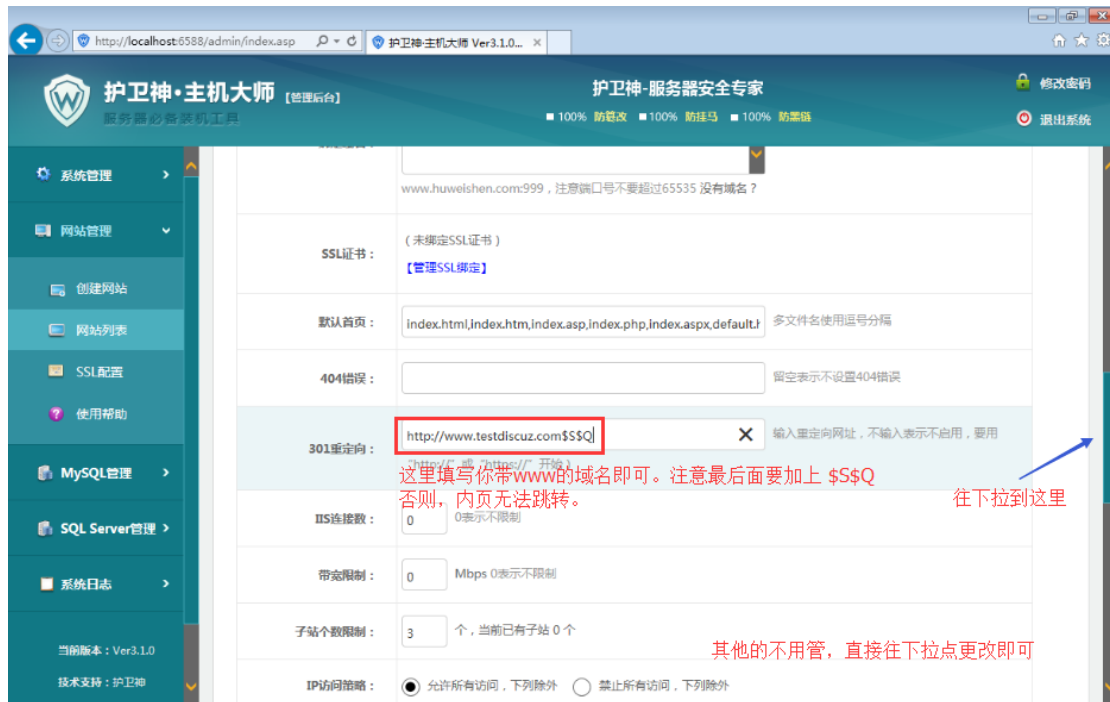 http://localhost:6588/admin/index.asp
护卫神·主机大师 Ver3.1.0...
护卫神·主机大师 [管理后台]
服务器必备装机工具
护卫神-服务器安全专家
100% 防篡改 100% 防挂马 100% 防黑链
修改密码
退出系统
系统管理
网站管理
创建网站
网站列表
SSL配置
使用帮助
MySQL管理
SQL Server管理
系统日志
当前版本：Ver3.1.0
技术支持：护卫神
www.huweishen.com:999，注意端口号不要超过65535 没有域名？
SSL证书：
（未绑定SSL证书）
【管理SSL绑定】
默认首页：
index.html,index.htm,index.asp,index.php,index.aspx,default.h
多文件名使用逗号分隔
404错误：
留空表示不设置404错误
301重定向：
http://www.testdiscuz.com$S$Q
输入重定向网址，不输入表示不启用，要用
"http://" 或 "https://" 开始）
这里填写你带www的域名即可。注意最后面要加上 $S$Q
否则，内页无法跳转。
往下拉到这里
IIS连接数：
0
0表示不限制
带宽限制：
0
Mbps 0表示不限制
子站个数限制：
3
个，当前已有子站 0 个
其他的不用管，直接往下拉点更改即可
IP访问策略：
允许所有访问，下列除外
禁止所有访问，下列除外